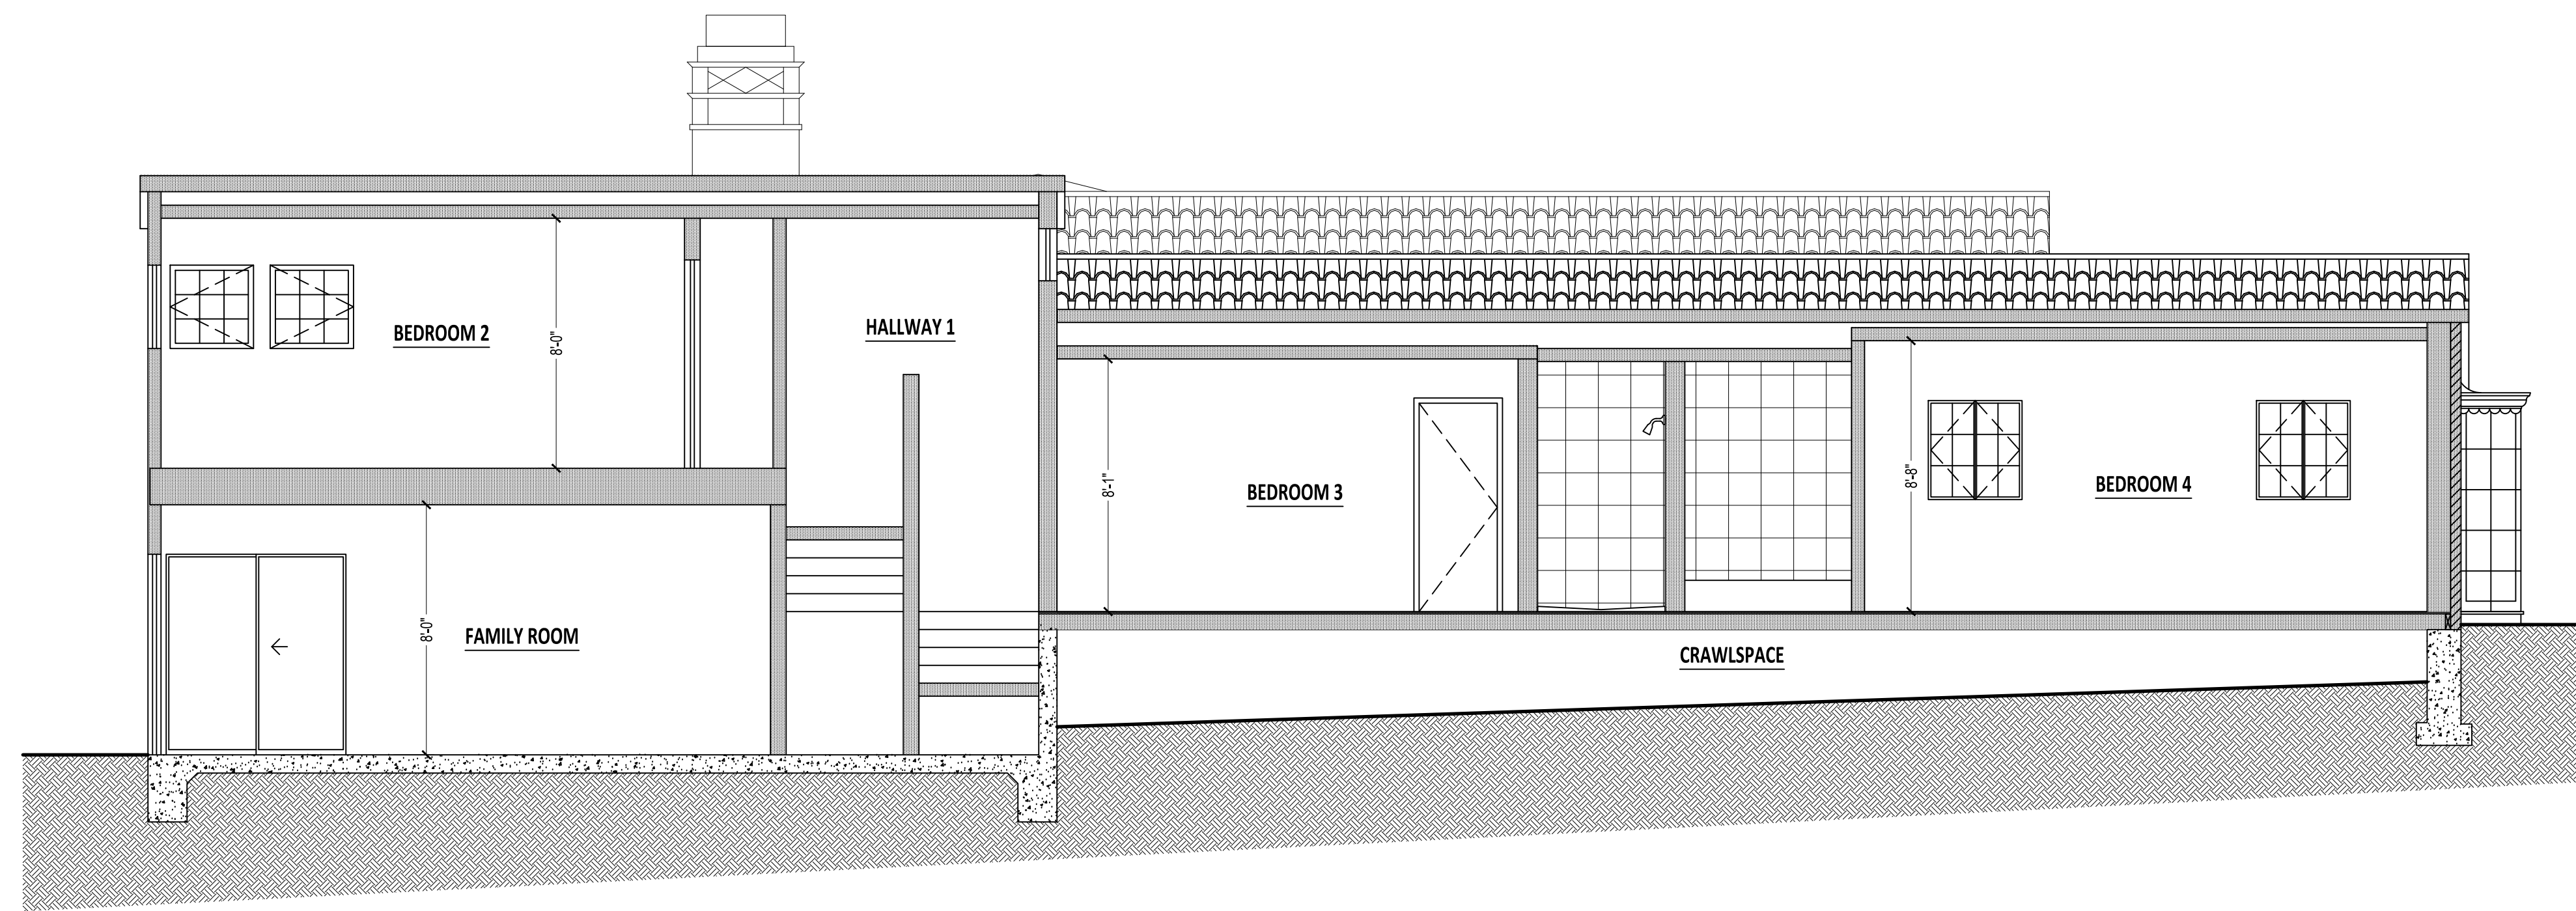 BEDROOM 2
8'-0"
HALLWAY 1
8'-1"
BEDROOM 3
8'-8"
BEDROOM 4
8'-0"
FAMILY ROOM
CRAWLSPACE